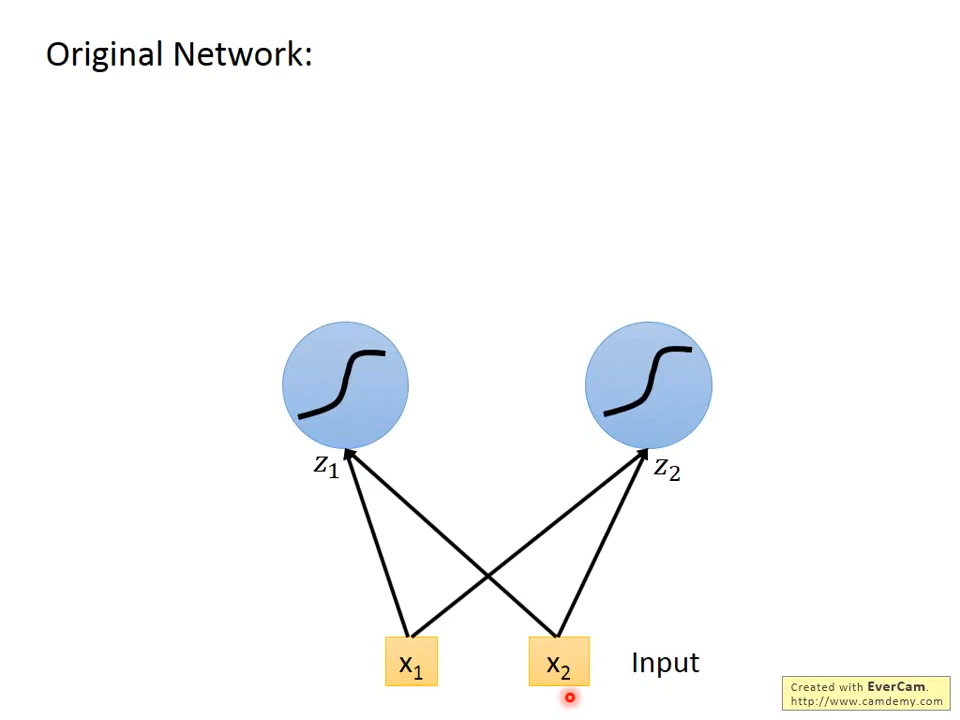 Original Network:
z₁
z₂
x₁
x₂
Input
Created with EverCam.
http://www.camdemy.com